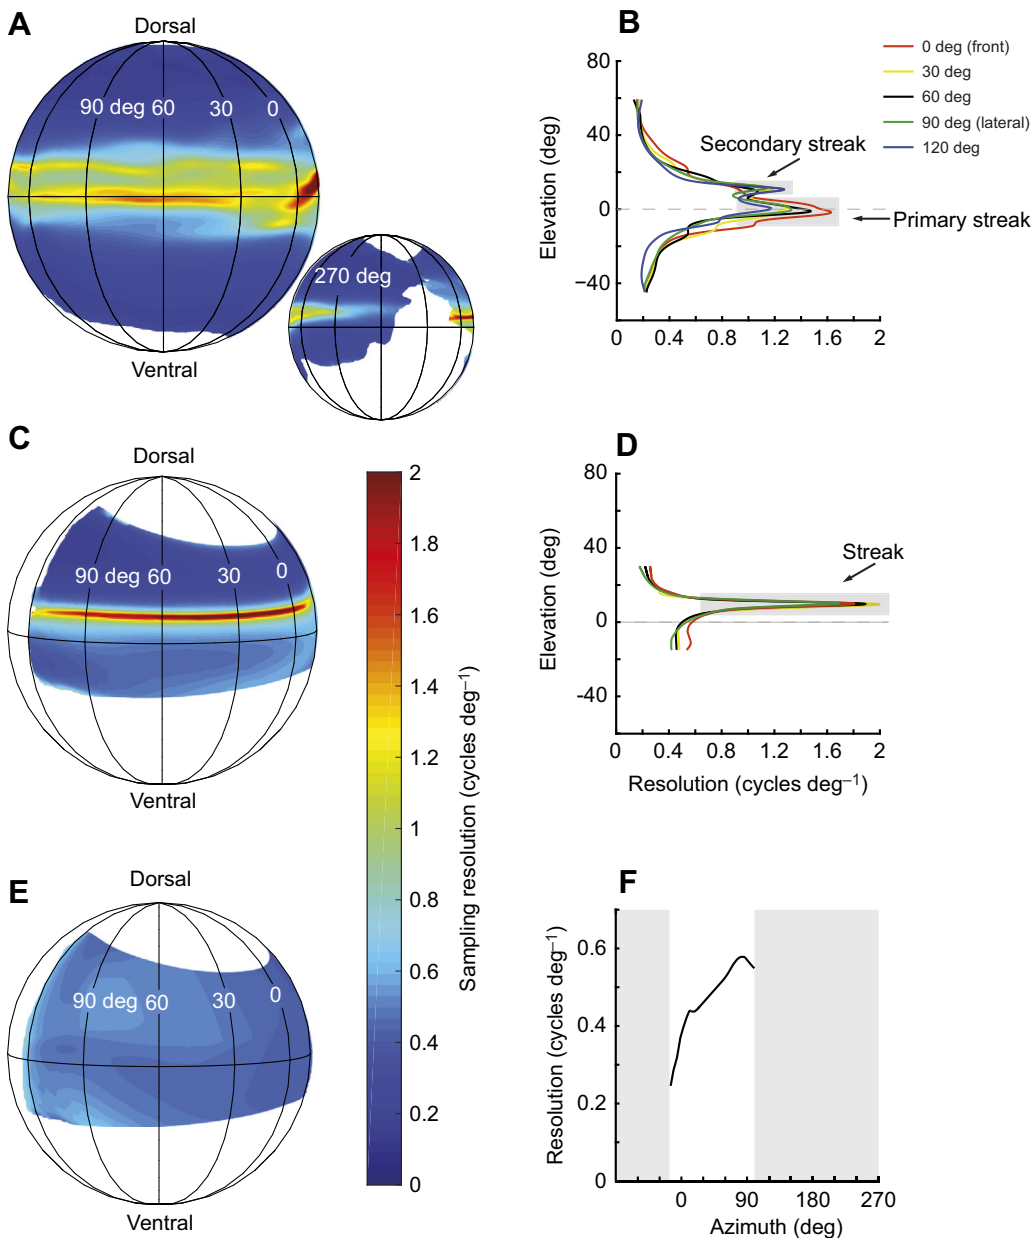 A
Dorsal
90 deg 60 30 0
270 deg
Ventral
B
0 deg (front)
30 deg
60 deg
90 deg (lateral)
120 deg
Elevation (deg)
80
40
0
−40
Secondary streak
Primary streak
0 0.4 0.8 1.2 1.6 2
C
Dorsal
90 deg 60 30 0
Ventral
2
1.8
1.6
1.4
1.2
1
0.8
0.6
0.4
0.2
0
Sampling resolution (cycles deg⁻¹)
D
Elevation (deg)
80
40
0
-40
Streak
0 0.4 0.8 1.2 1.6 2
Resolution (cycles deg⁻¹)
E
Dorsal
90 deg 60 30 0
Ventral
F
Resolution (cycles deg⁻¹)
0.6
0.4
0.2
0
0 90 180 270
Azimuth (deg)